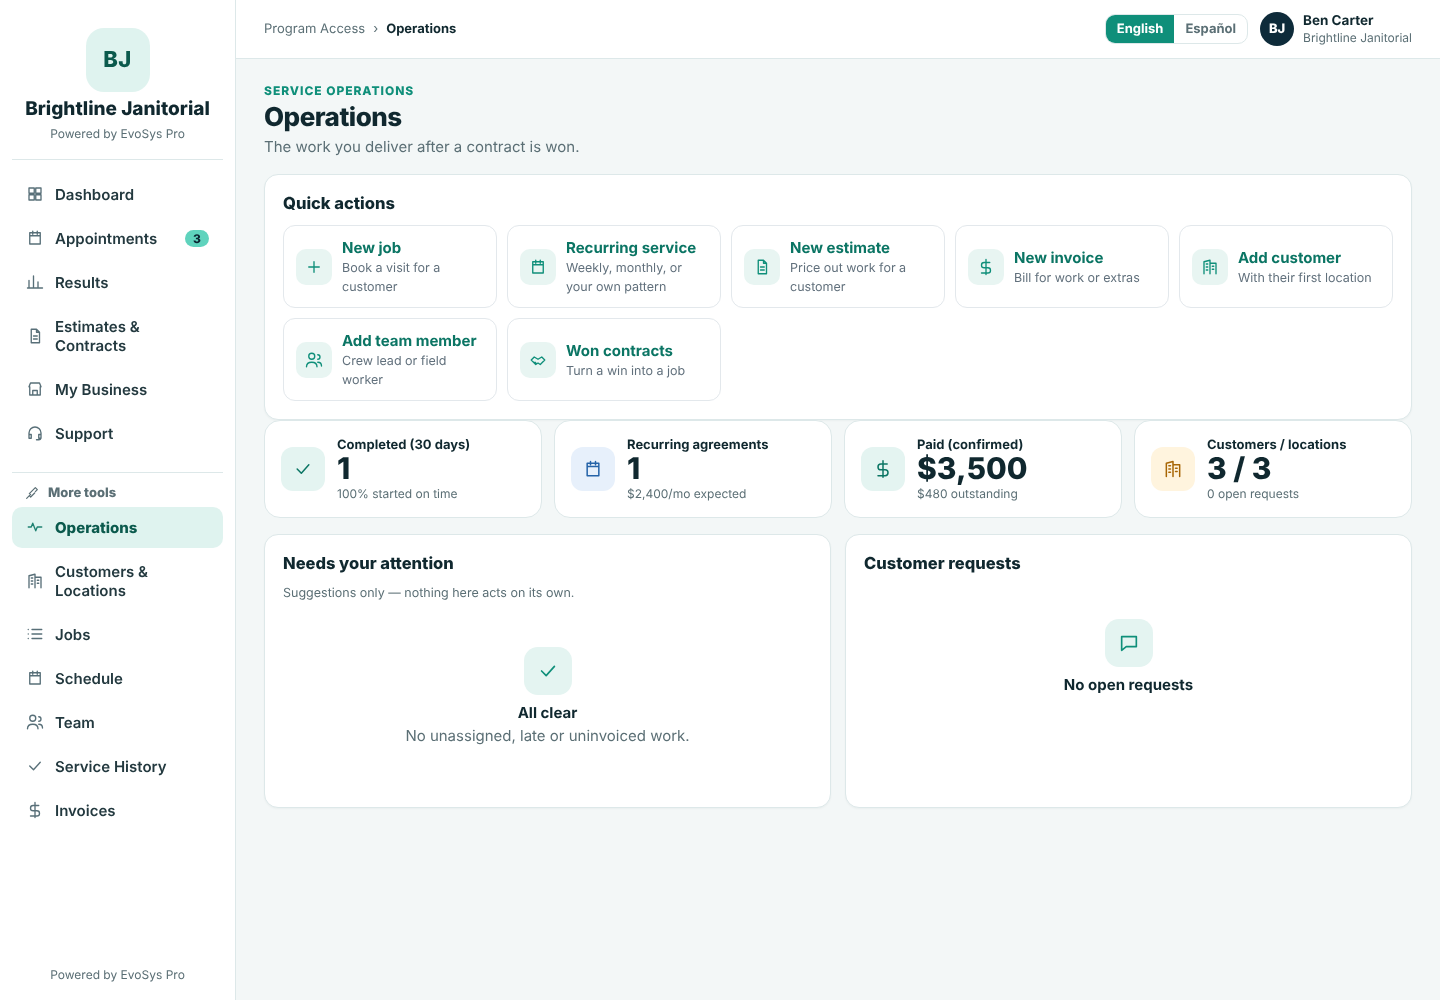 BJ
Brightline Janitorial
Powered by EvoSys Pro
Dashboard
Appointments 3
Results
Estimates &
Contracts
My Business
Support
More tools
Operations
Customers &
Locations
Jobs
Schedule
Team
Service History
Invoices
Powered by EvoSys Pro
Program Access › Operations
English Español
BJ
Ben Carter
Brightline Janitorial
SERVICE OPERATIONS
Operations
The work you deliver after a contract is won.
Quick actions
New job
Book a visit for a
customer
Recurring service
Weekly, monthly, or
your own pattern
New estimate
Price out work for a
customer
New invoice
Bill for work or extras
Add customer
With their first location
Add team member
Crew lead or field
worker
Won contracts
Turn a win into a job
Completed (30 days)
1
100% started on time
Recurring agreements
1
$2,400/mo expected
Paid (confirmed)
$3,500
$480 outstanding
Customers / locations
3 / 3
0 open requests
Needs your attention
Suggestions only — nothing here acts on its own.
All clear
No unassigned, late or uninvoiced work.
Customer requests
No open requests